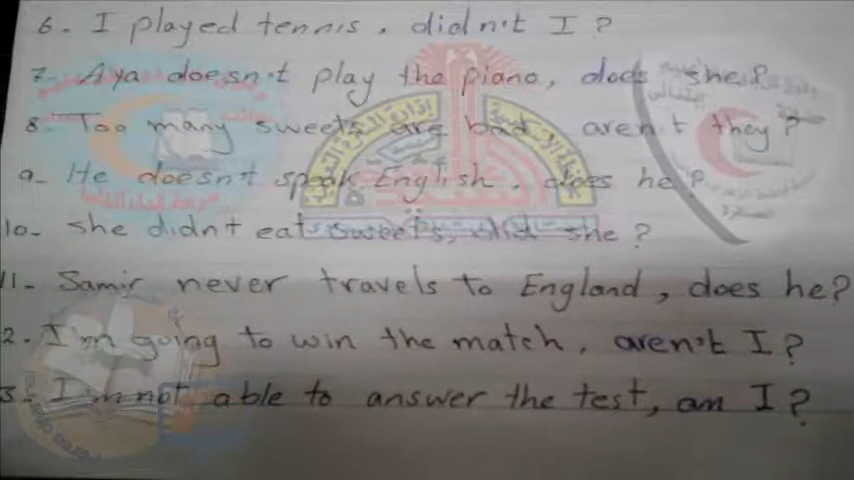 6. I played tennis, didn't I?
7- Aya doesn't play the piano, does she?
8. Too many sweets are bad, aren't they?
9- He doesn't speak English, does he?
10- she didnt eat sweets, did she?
11- Samir never travels to England, does he?
2. I'm going to win the match, aren't I?
3- I'm not able to answer the test, am I?